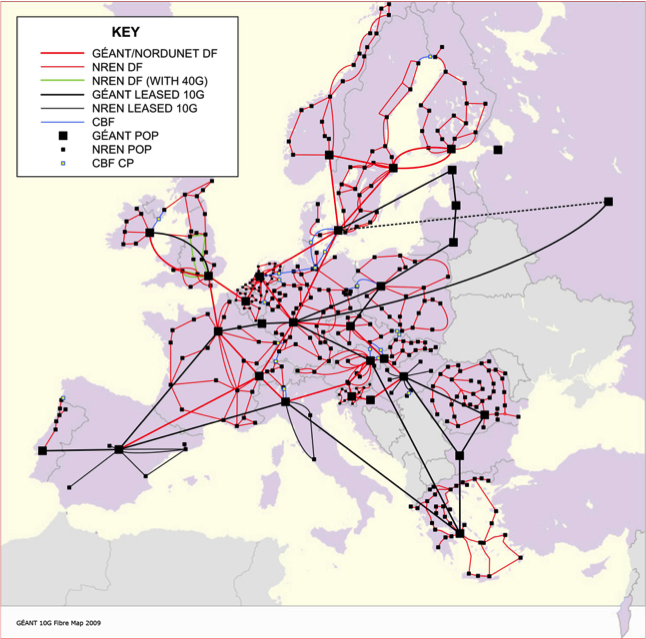 KEY
GÉANT/NORDUNET DF
NREN DF
NREN DF (WITH 40G)
GÉANT LEASED 10G
NREN LEASED 10G
CBF
GÉANT POP
NREN POP
CBF CP
GÉANT 10G Fibre Map 2009